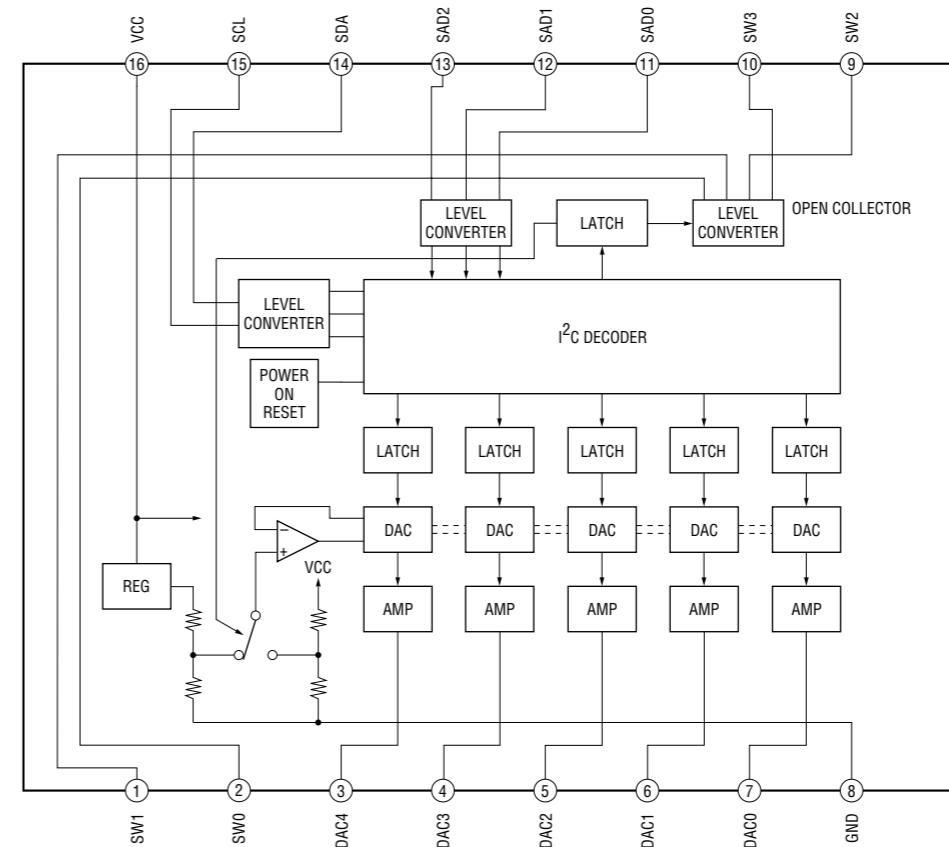 VCC
SCL
SDA
SAD2
SAD1
SAD0
SW3
SW2
16
15
14
13
12
11
10
9
LEVEL
CONVERTER
LATCH
LEVEL
CONVERTER
OPEN COLLECTOR
LEVEL
CONVERTER
I²C DECODER
POWER
ON
RESET
LATCH
LATCH
LATCH
LATCH
LATCH
DAC
DAC
DAC
DAC
DAC
−
+
VCC
REG
AMP
AMP
AMP
AMP
AMP
1
2
3
4
5
6
7
8
SW1
SW0
DAC4
DAC3
DAC2
DAC1
DAC0
GND